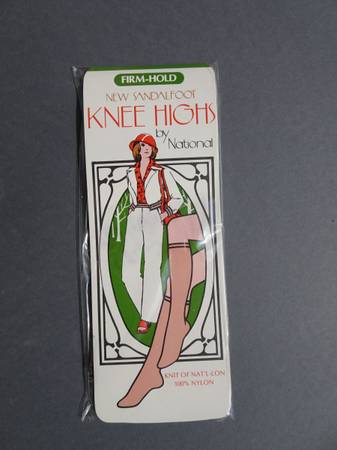 FIRM-HOLD
NEW SANDALFOOT
KNEE HIGHS
by
National
KNIT OF NAT'L-LON
100% NYLON